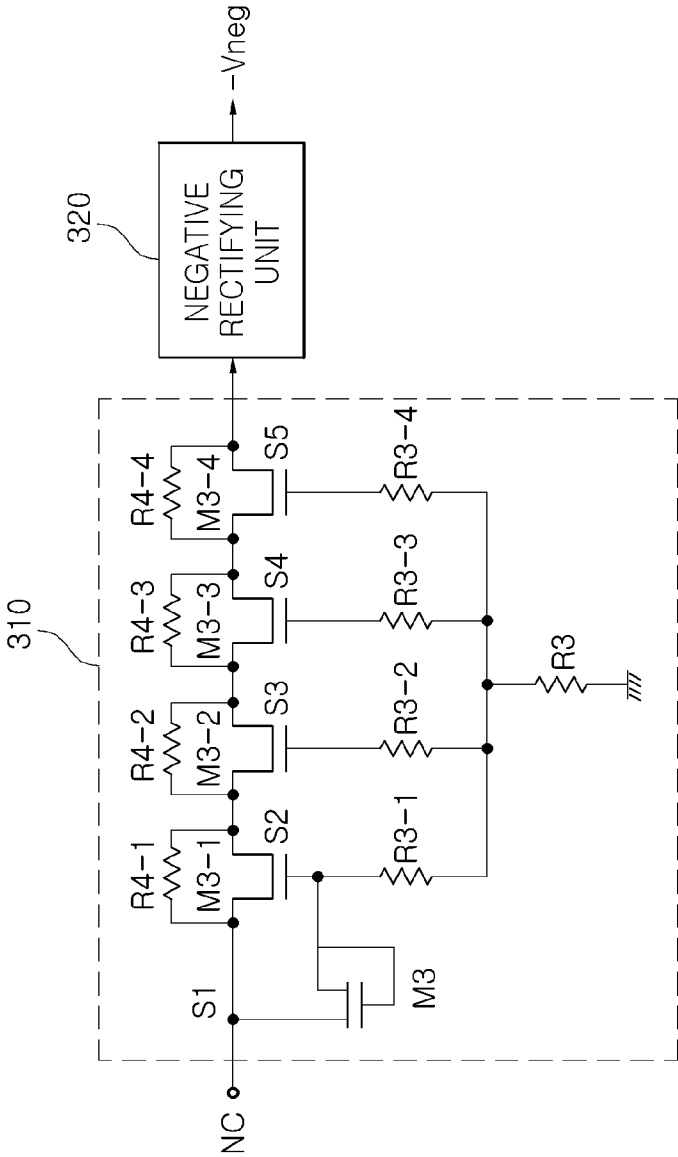 310
320
R4-1
R4-2
R4-3
R4-4
M3-1
M3-2
M3-3
M3-4
NC
S1
S2
S3
S4
S5
NEGATIVE
RECTIFYING
UNIT
-Vneg
M3
R3-1
R3-2
R3-3
R3-4
R3